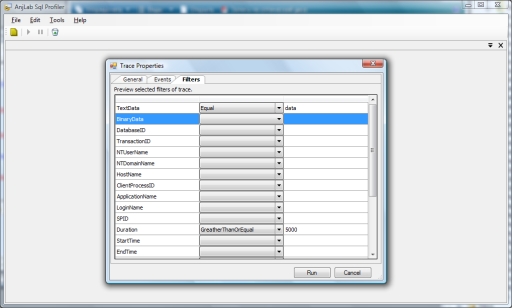 AnjLab Sql Profiler
File Edit Tools Help
Trace Properties
General Events Filters
Preview selected filters of trace.
TextData Equal data
BinaryData
DatabaseID
TransactionID
NTUserName
NTDomainName
HostName
ClientProcessID
ApplicationName
LoginName
SPID
Duration GreatherThanOrEqual 5000
StartTime
EndTime
Run Cancel